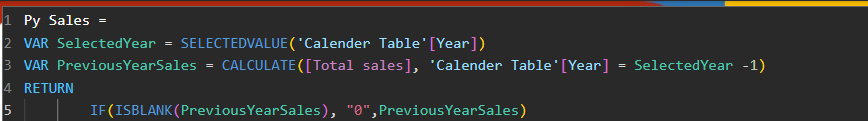 1 Py Sales =
2 VAR SelectedYear = SELECTEDVALUE('Calender Table'[Year])
3 VAR PreviousYearSales = CALCULATE([Total sales], 'Calender Table'[Year] = SelectedYear -1)
4 RETURN
5 IF(ISBLANK(PreviousYearSales), "0",PreviousYearSales)